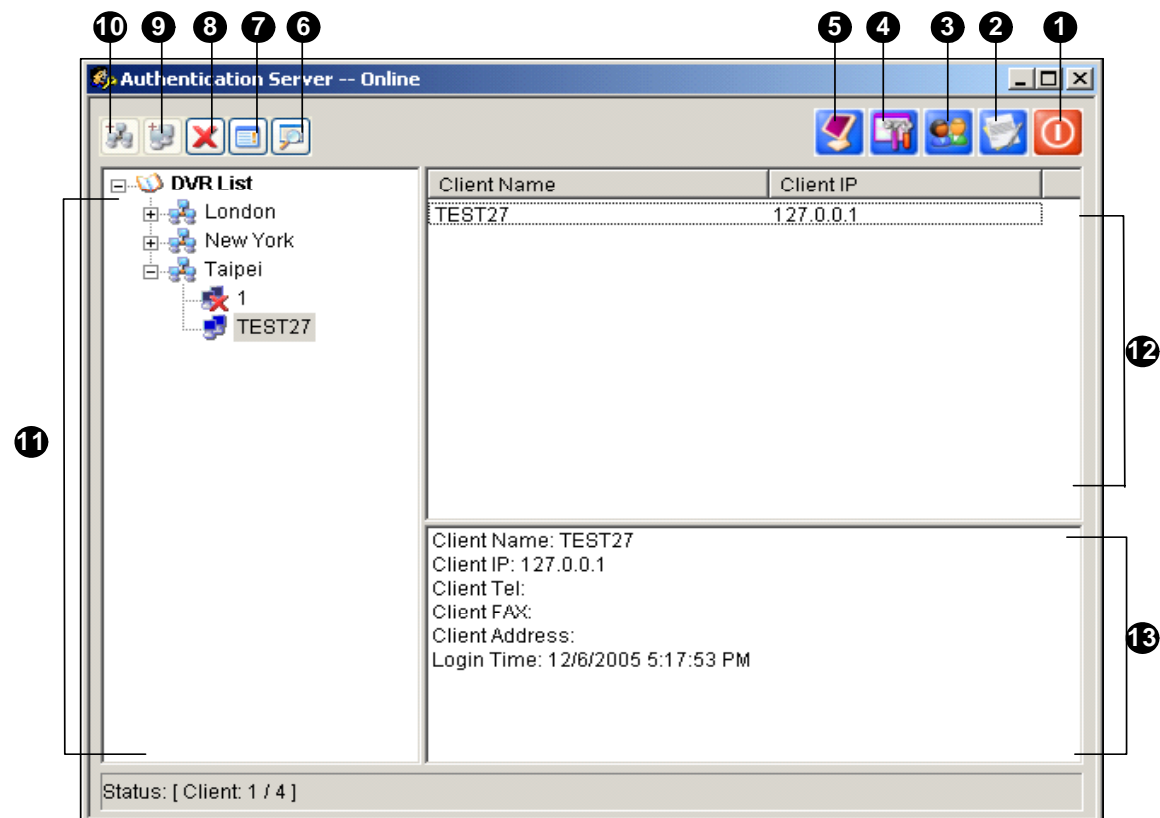 10 9 8 7 6 5 4 3 2 1
Authentication Server -- Online
DVR List
London
New York
Taipei
1
TEST27
Client Name Client IP
TEST27 127.0.0.1
12
11
Client Name: TEST27
Client IP: 127.0.0.1
Client Tel:
Client FAX:
Client Address:
Login Time: 12/6/2005 5:17:53 PM
13
Status: [ Client: 1 / 4 ]